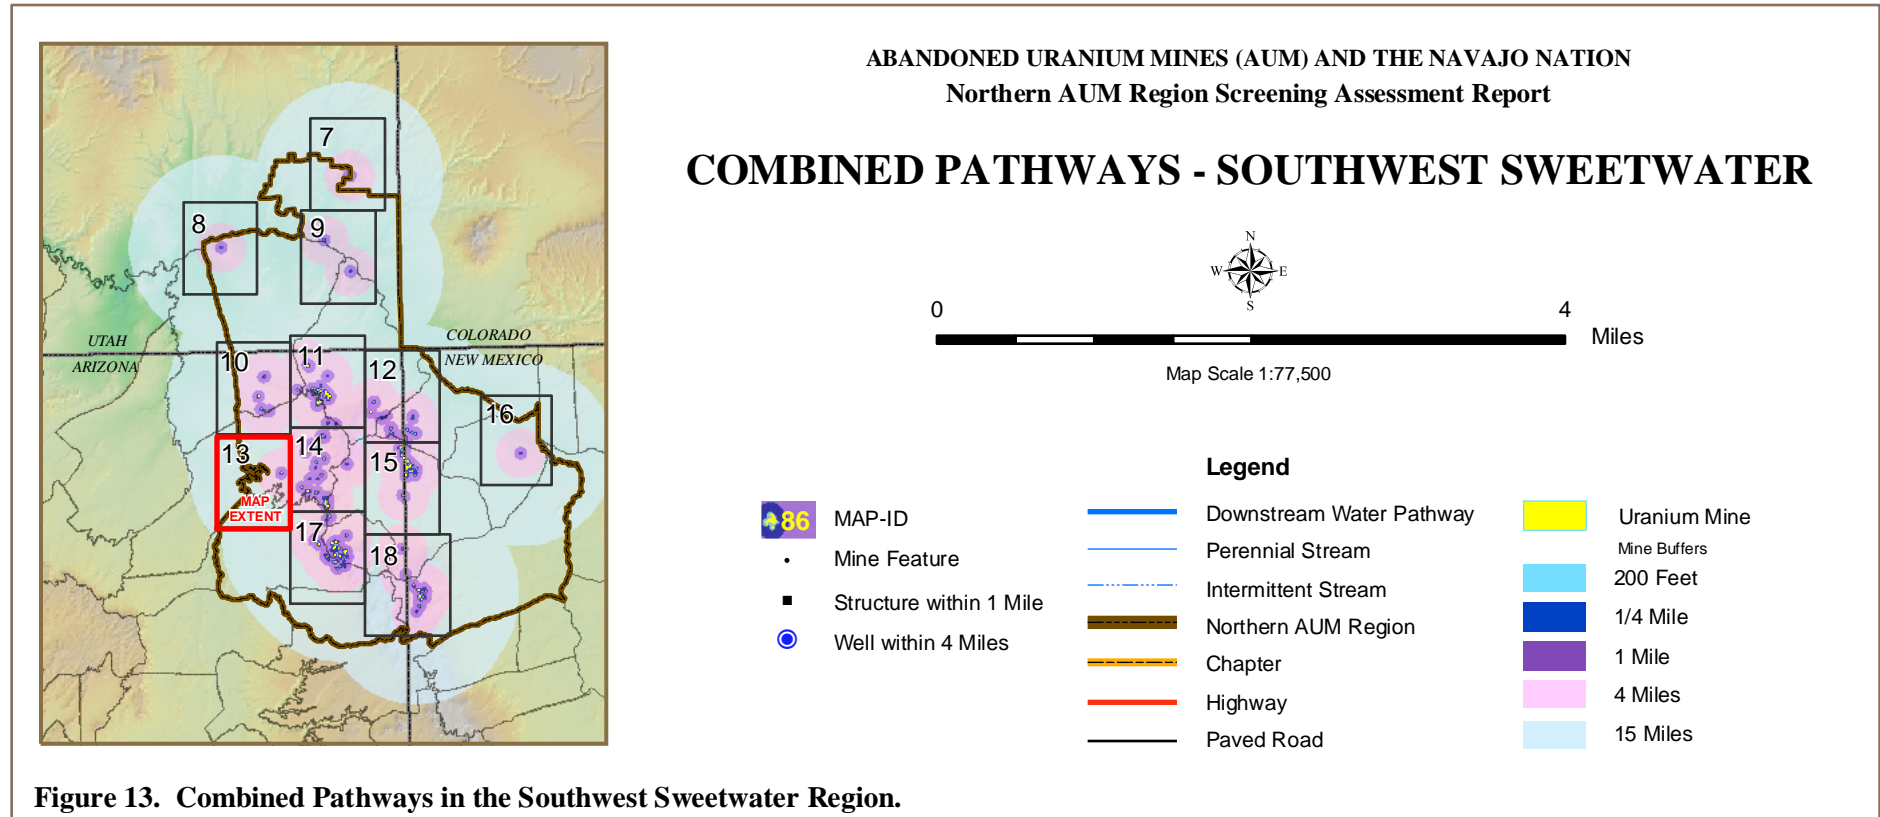 ABANDONED URANIUM MINES (AUM) AND THE NAVAJO NATION
Northern AUM Region Screening Assessment Report
COMBINED PATHWAYS - SOUTHWEST SWEETWATER
N
W E
S
0 4
Miles
Map Scale 1:77,500
7
8
9
UTAH
COLORADO
ARIZONA
NEW MEXICO
10
11
12
13
14
15
16
MAP
EXTENT
17
18
Legend
86 MAP-ID
Mine Feature
Structure within 1 Mile
Well within 4 Miles
Downstream Water Pathway
Perennial Stream
Intermittent Stream
Northern AUM Region
Chapter
Highway
Paved Road
Uranium Mine
Mine Buffers
200 Feet
1/4 Mile
1 Mile
4 Miles
15 Miles
Figure 13. Combined Pathways in the Southwest Sweetwater Region.